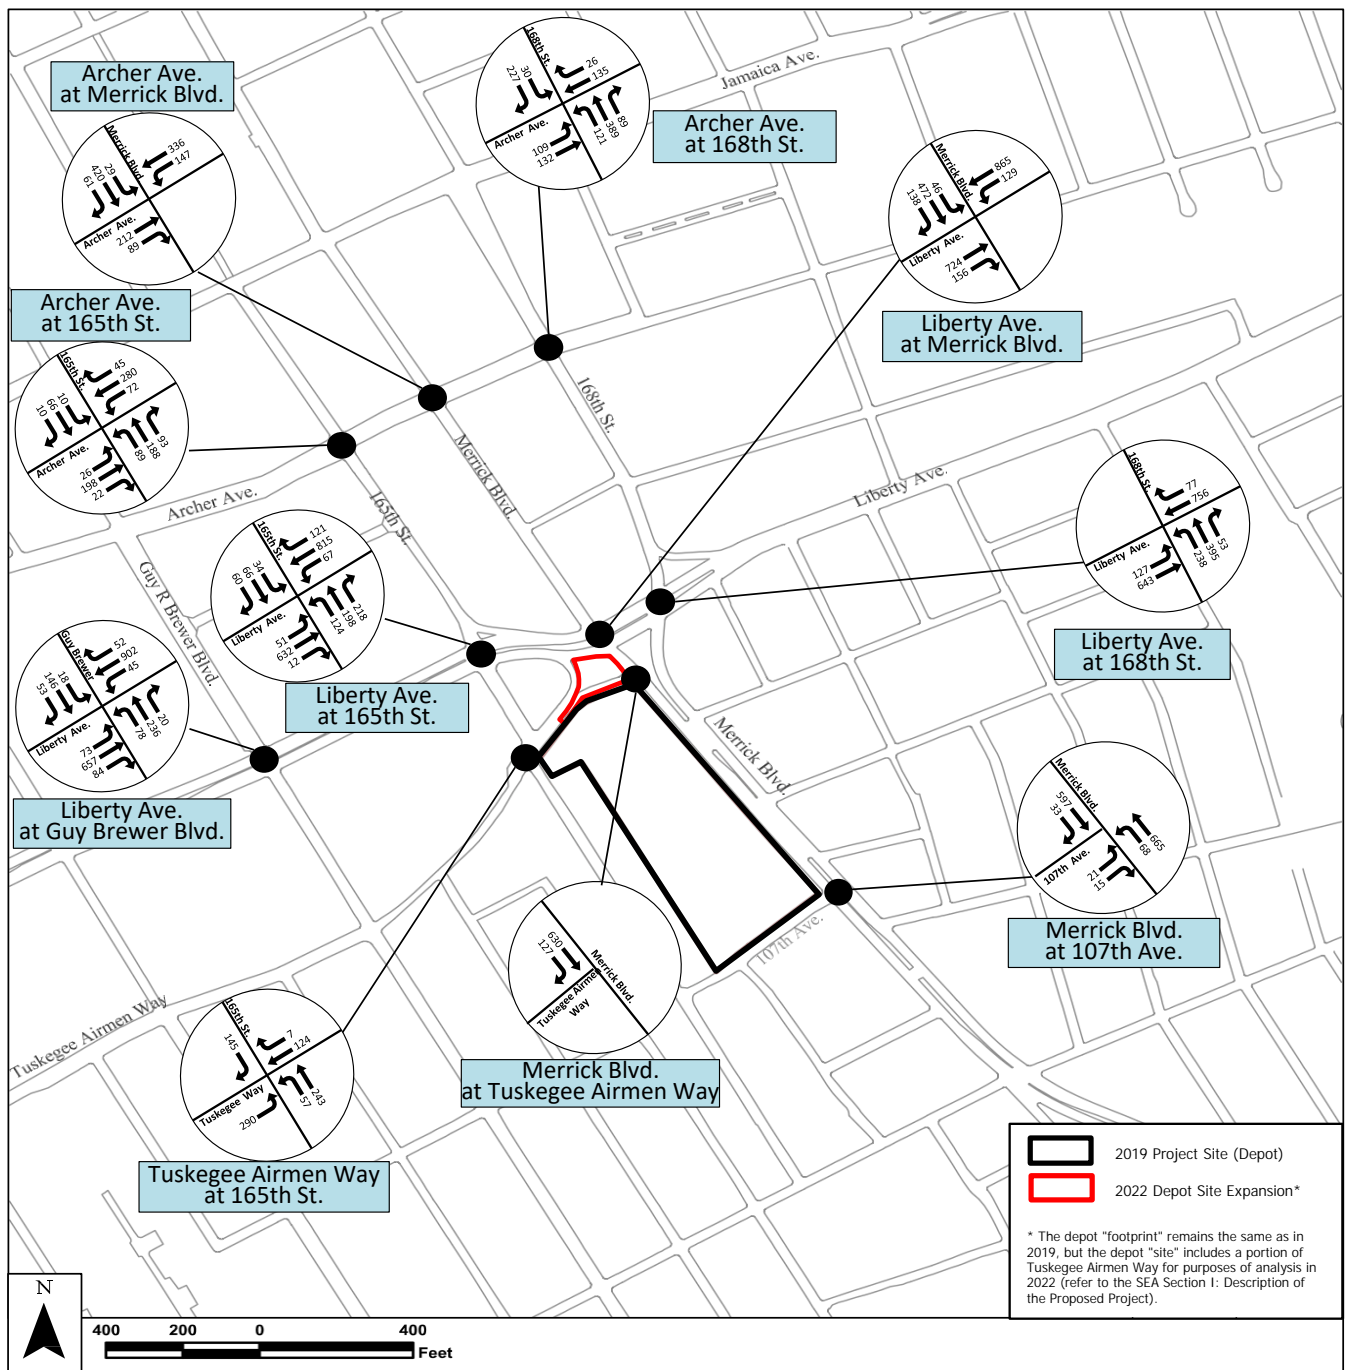 Archer Ave.
at Merrick Blvd.
Merrick Blvd.
Archer Ave.
61
420
29
336
147
212
89
168th St.
Archer Ave.
227
30
26
135
109
132
121
389
89
Archer Ave.
at 168th St.
Jamaica Ave.
Merrick Blvd.
Liberty Ave.
138
472
46
865
129
724
156
Liberty Ave.
at Merrick Blvd.
Archer Ave.
at 165th St.
165th St.
Archer Ave.
10
66
10
45
280
72
26
198
22
89
188
93
168th St.
Merrick Blvd.
165th St.
Archer Ave.
Liberty Ave.
Guy R Brewer Blvd.
168th St.
Liberty Ave.
77
756
127
643
238
395
53
Liberty Ave.
at 168th St.
165th St.
Liberty Ave.
60
66
34
121
815
67
51
632
12
124
198
218
Liberty Ave.
at 165th St.
Guy Brewer
Liberty Ave.
53
146
18
52
902
45
73
657
84
78
236
20
Liberty Ave.
at Guy Brewer Blvd.
Merrick Blvd.
Merrick Blvd.
107th Ave.
33
597
665
68
21
15
Merrick Blvd.
at 107th Ave.
107th Ave.
630
127
Merrick Blvd.
Tuskegee Airmen
Way
Merrick Blvd.
at Tuskegee Airmen Way
Tuskegee Airmen Way
165th St.
Tuskegee Way
145
7
124
290
57
243
Tuskegee Airmen Way
at 165th St.
2019 Project Site (Depot)
2022 Depot Site Expansion*
* The depot "footprint" remains the same as in
2019, but the depot "site" includes a portion of
Tuskegee Airmen Way for purposes of analysis in
2022 (refer to the SEA Section I: Description of
the Proposed Project).
N
400 200 0 400
Feet